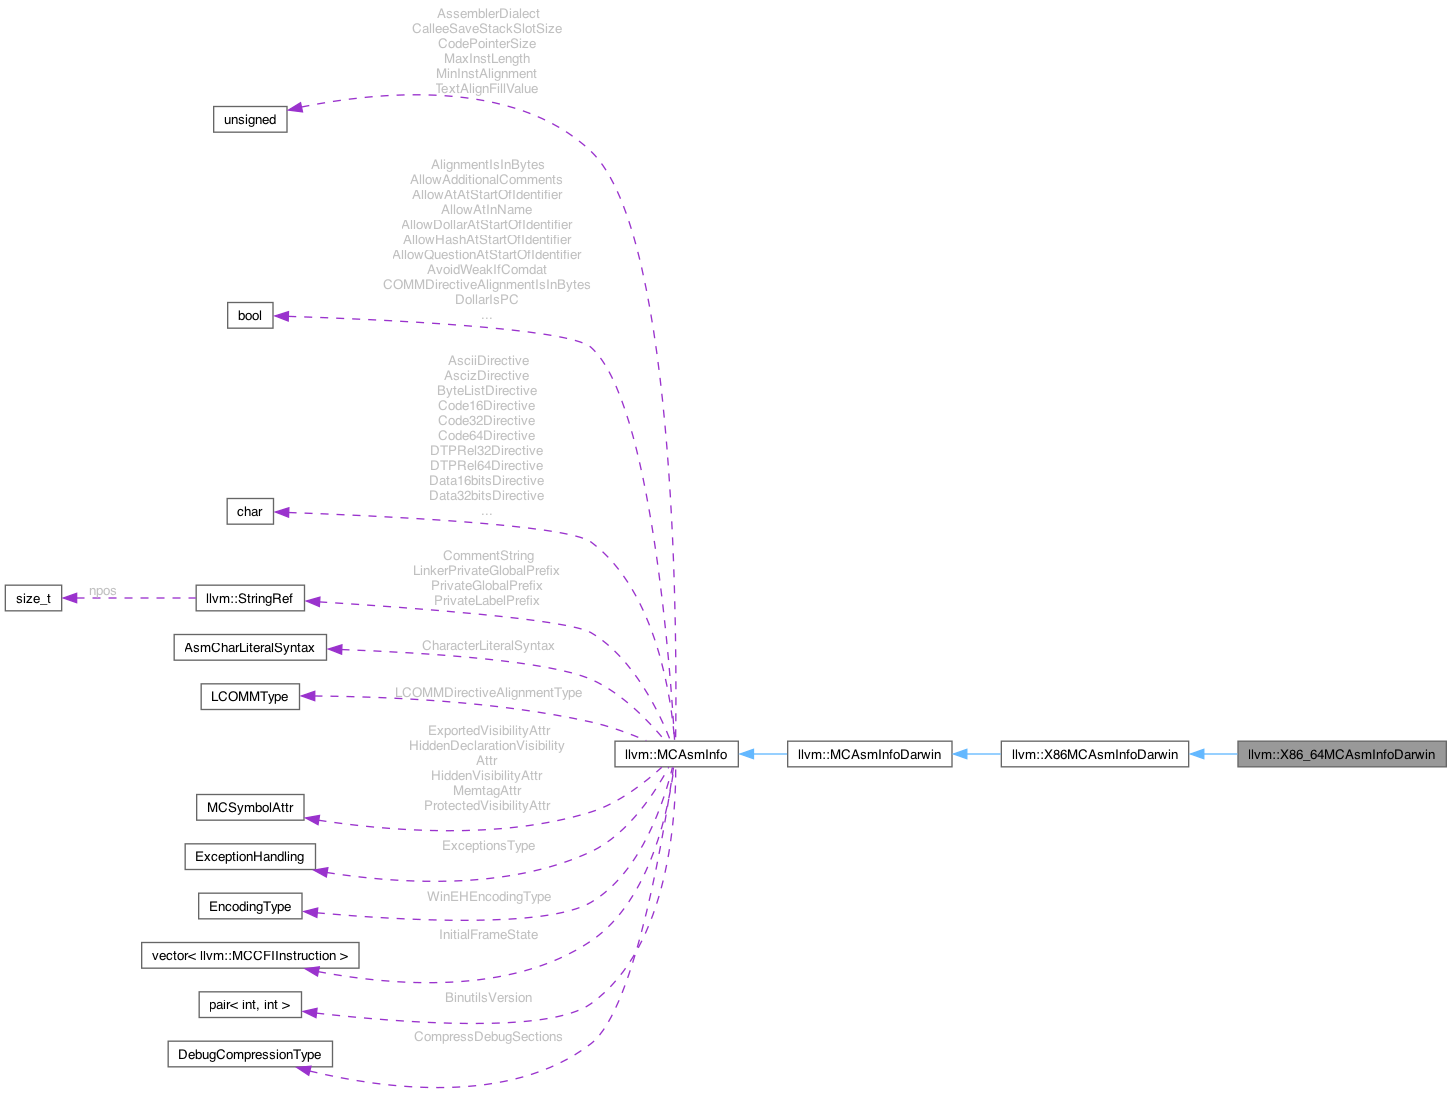 AssemblerDialect
CalleeSaveStackSlotSize
CodePointerSize
MaxInstLength
MinInstAlignment
TextAlignFillValue
unsigned
AlignmentIsInBytes
AllowAdditionalComments
AllowAtAtStartOfIdentifier
AllowAtInName
AllowDollarAtStartOfIdentifier
AllowHashAtStartOfIdentifier
AllowQuestionAtStartOfIdentifier
AvoidWeakIfComdat
COMMDirectiveAlignmentIsInBytes
DollarIsPC
...
bool
AsciiDirective
AscizDirective
ByteListDirective
Code16Directive
Code32Directive
Code64Directive
DTPRel32Directive
DTPRel64Directive
Data16bitsDirective
Data32bitsDirective
...
char
CommentString
LinkerPrivateGlobalPrefix
PrivateGlobalPrefix
PrivateLabelPrefix
size_t
npos
llvm::StringRef
AsmCharLiteralSyntax
CharacterLiteralSyntax
LCOMMType
LCOMMDirectiveAlignmentType
ExportedVisibilityAttr
HiddenDeclarationVisibility
Attr
HiddenVisibilityAttr
MemtagAttr
ProtectedVisibilityAttr
llvm::MCAsmInfo
llvm::MCAsmInfoDarwin
llvm::X86MCAsmInfoDarwin
llvm::X86_64MCAsmInfoDarwin
MCSymbolAttr
ExceptionsType
ExceptionHandling
WinEHEncodingType
EncodingType
InitialFrameState
vector< llvm::MCCFIInstruction >
BinutilsVersion
pair< int, int >
CompressDebugSections
DebugCompressionType